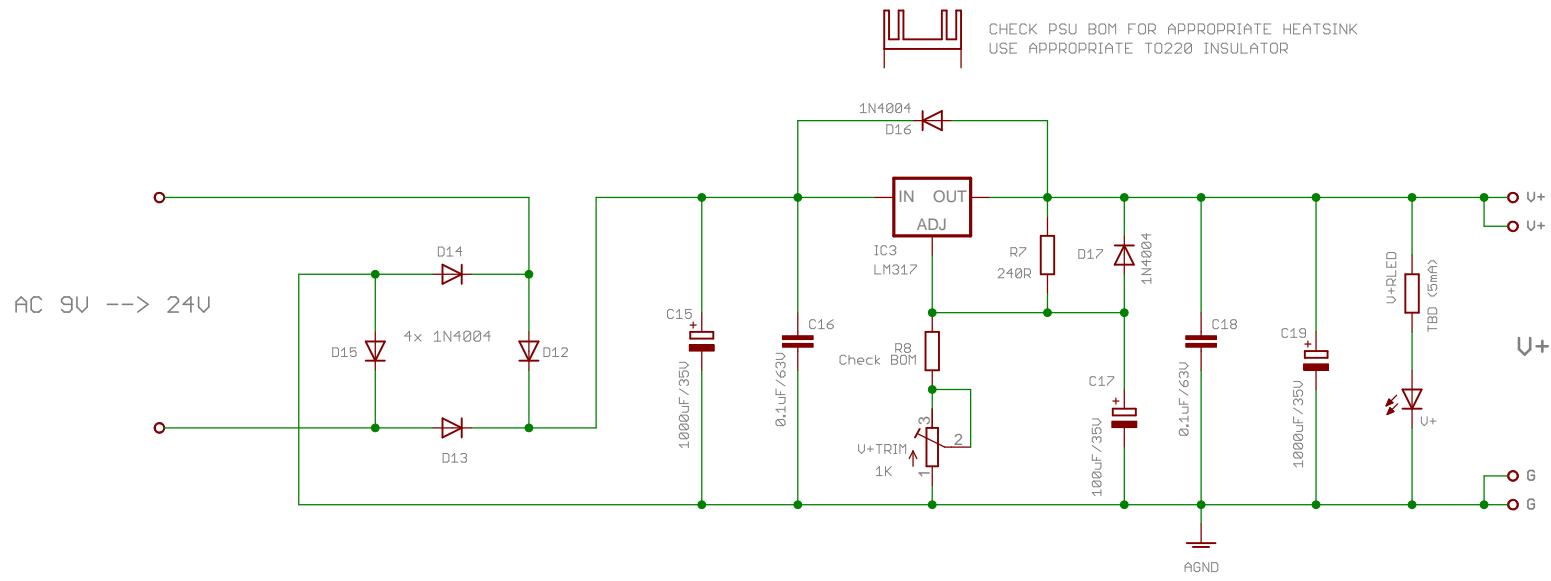 CHECK PSU BOM FOR APPROPRIATE HEATSINK
USE APPROPRIATE TO220 INSULATOR
1N4004
D16
IN OUT
ADJ
IC3
LM317
V+
V+
D14
R7
240R
D17
1N4004
V+RLED
TBD (5mA)
AC 9V --> 24V
4x 1N4004
D15
D12
C15
+
1000uF/35V
C16
0.1uF/63V
R8
Check BOM
C18
0.1uF/63V
C19
+
1000uF/35V
V+
C17
+
100uF/35V
V+TRIM
1K
3
2
1
V+
D13
G
G
AGND